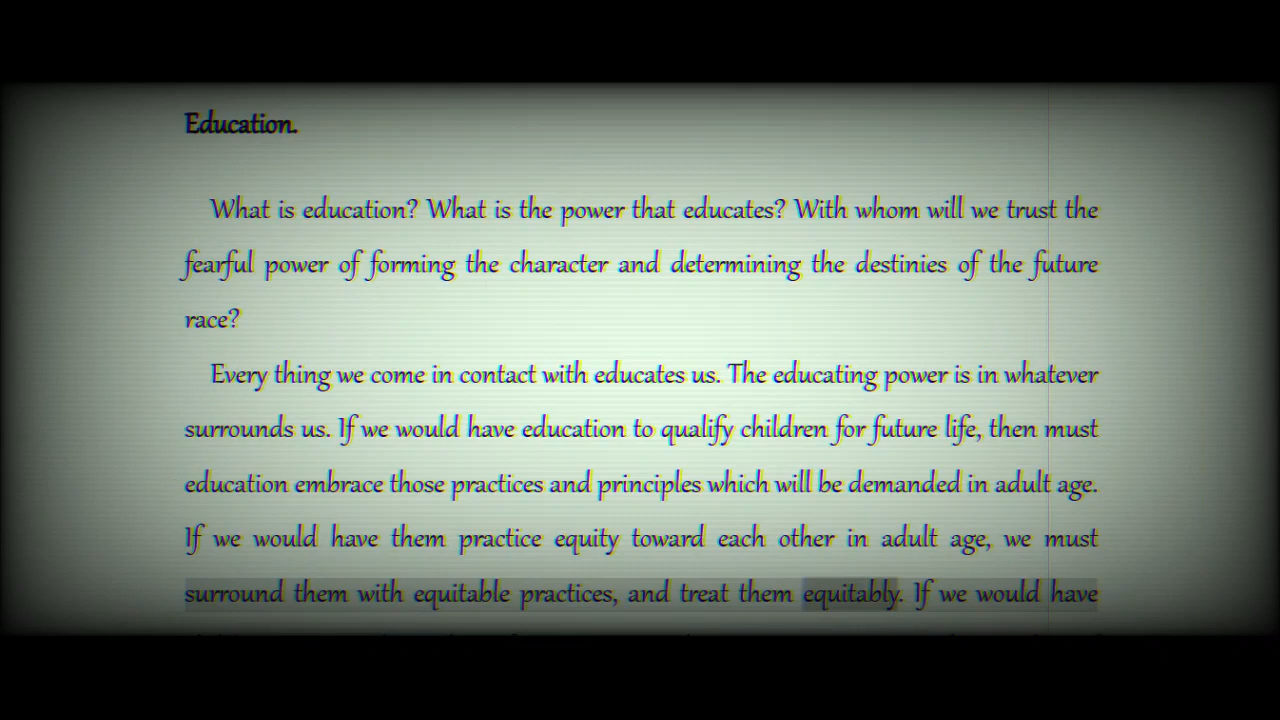 Education.
What is education? What is the power that educates? With whom will we trust the
fearful power of forming the character and determining the destinies of the future
race?
Every thing we come in contact with educates us. The educating power is in whatever
surrounds us. If we would have education to qualify children for future life, then must
education embrace those practices and principles which will be demanded in adult age.
If we would have them practice equity toward each other in adult age, we must
surround them with equitable practices, and treat them equitably. If we would have